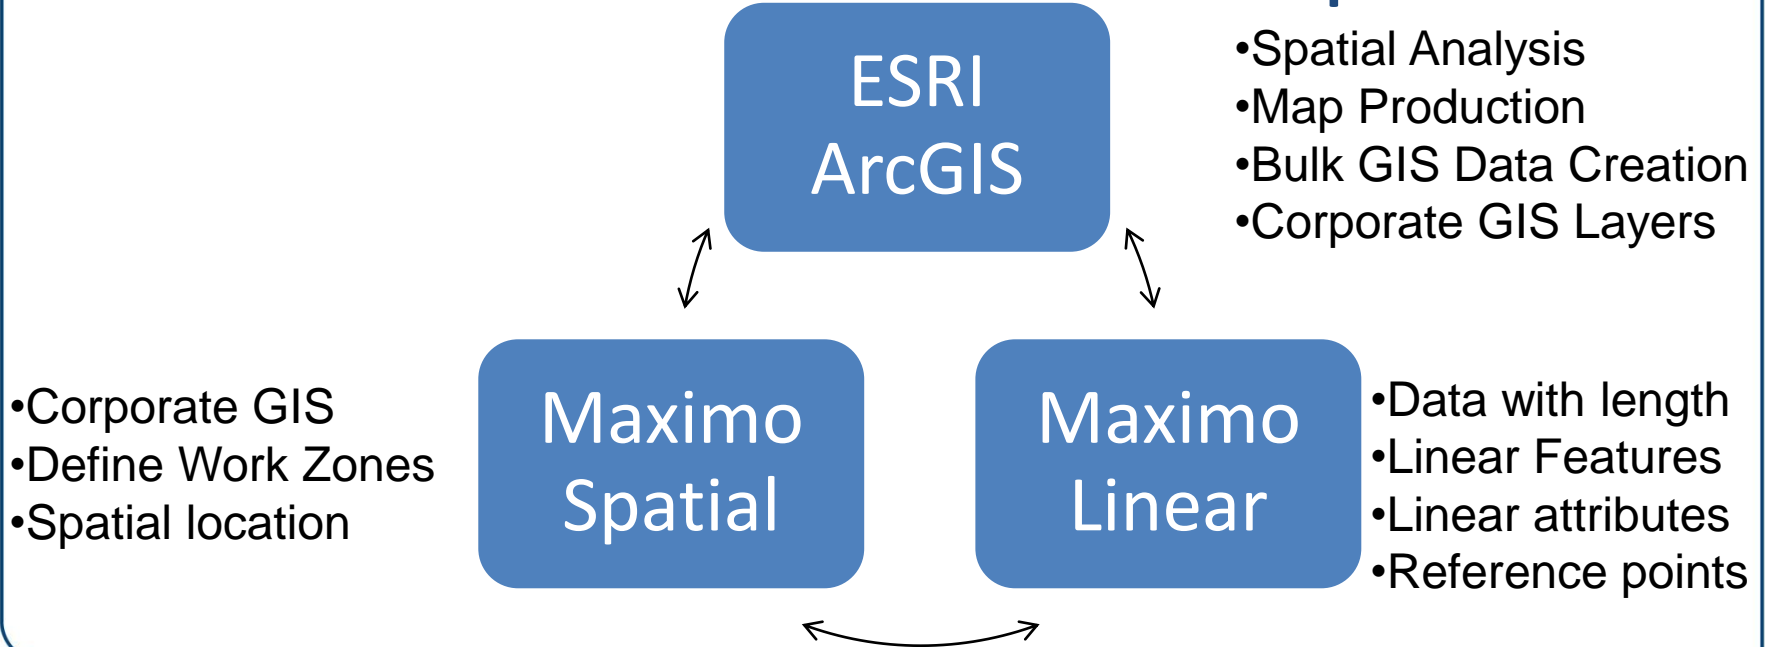 ESRI
ArcGIS
•Spatial Analysis
•Map Production
•Bulk GIS Data Creation
•Corporate GIS Layers
•Corporate GIS
•Define Work Zones
•Spatial location
Maximo
Spatial
Maximo
Linear
•Data with length
•Linear Features
•Linear attributes
•Reference points